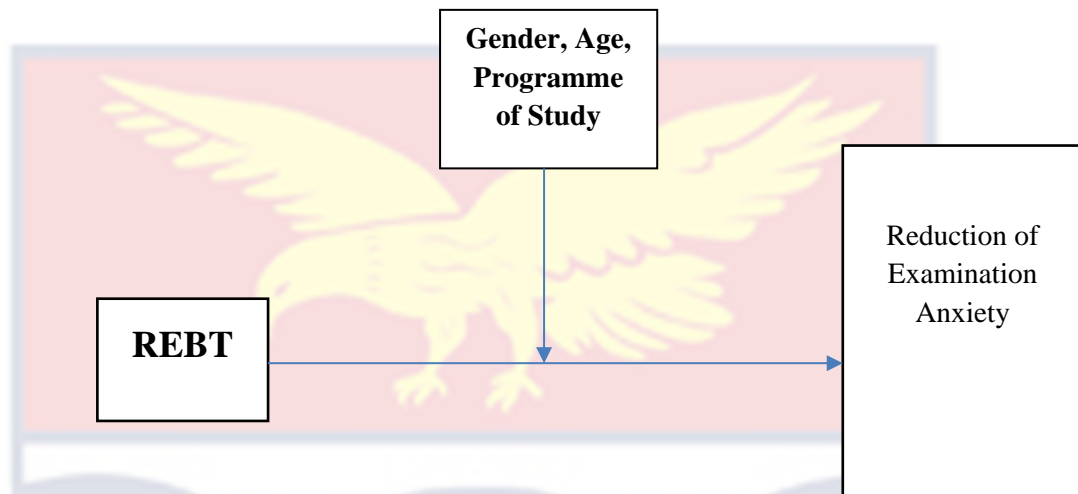 Gender, Age,
Programme
of Study
Reduction of
Examination
Anxiety
REBT